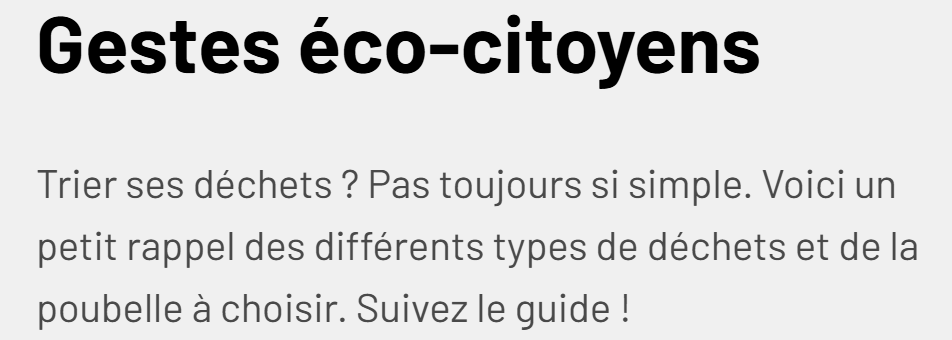 Gestes éco-citoyens
Trier ses déchets ? Pas toujours si simple. Voici un
petit rappel des différents types de déchets et de la
poubelle à choisir. Suivez le guide !